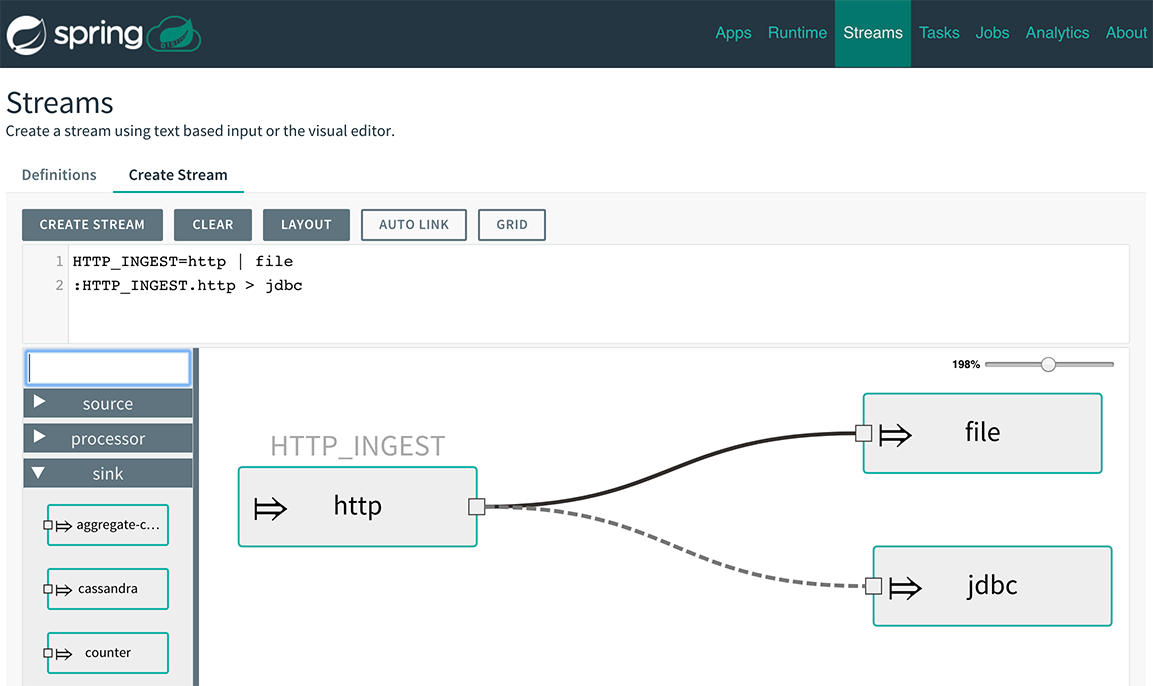 spring
Apps Runtime Streams Tasks Jobs Analytics About
Streams
Create a stream using text based input or the visual editor.
Definitions Create Stream
CREATE STREAM CLEAR LAYOUT AUTO LINK GRID
1 HTTP_INGEST=http | file
2 :HTTP_INGEST.http > jdbc
198%
source
processor
sink
aggregate-c...
cassandra
counter
HTTP_INGEST
http
file
jdbc